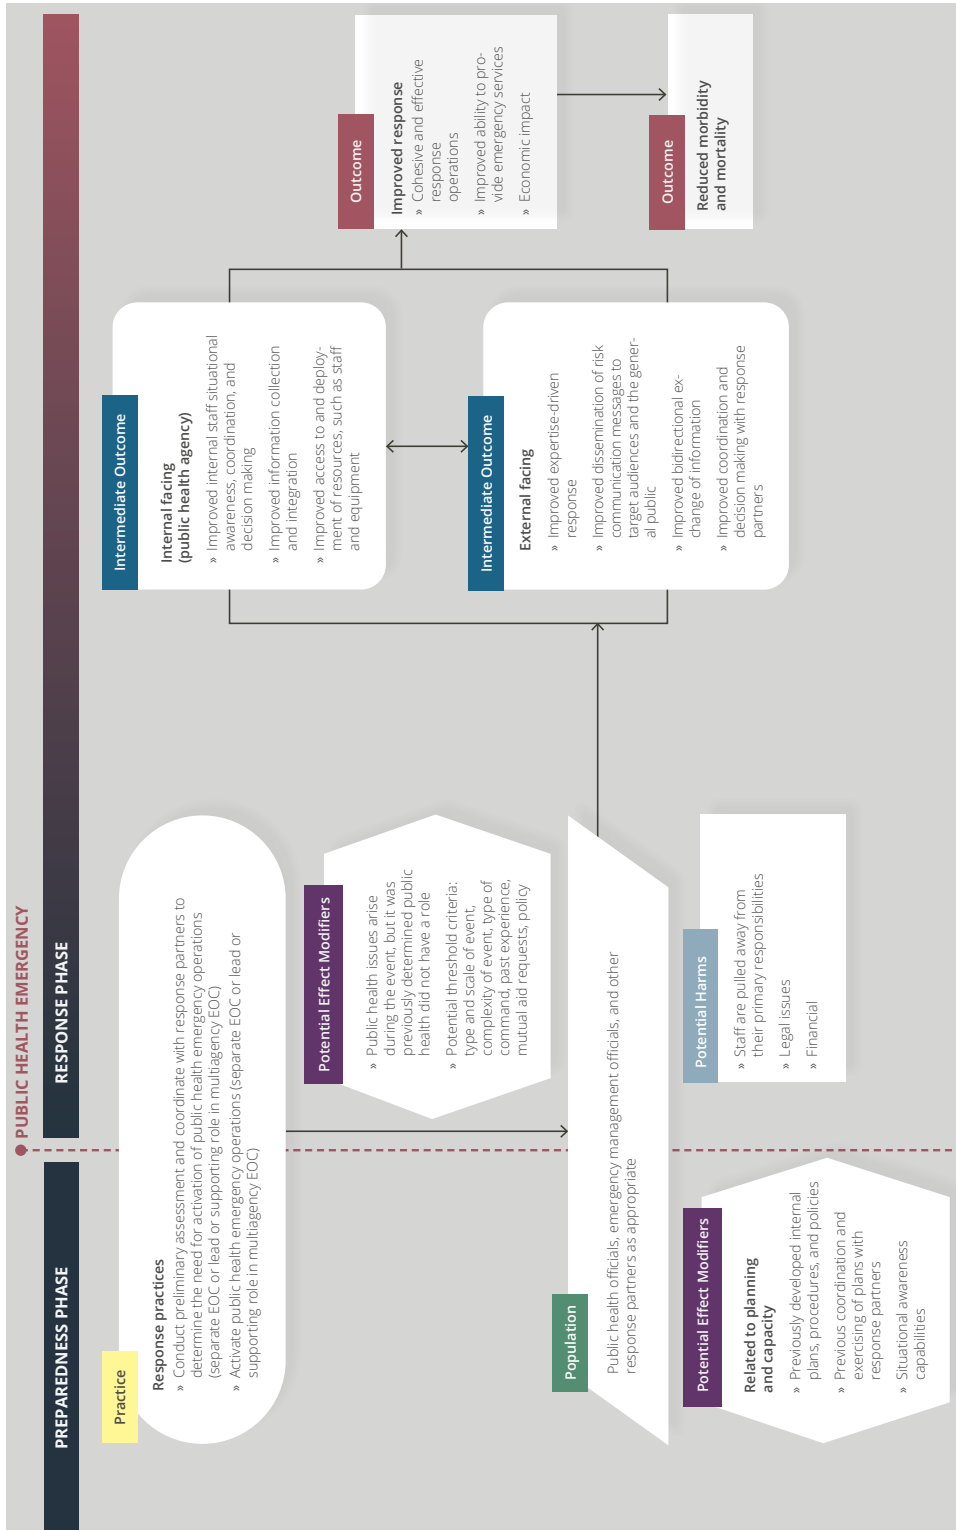 PUBLIC HEALTH EMERGENCY
PREPAREDNESS PHASE
RESPONSE PHASE
Practice
Response practices
» Conduct preliminary assessment and coordinate with response partners to
determine the need for activation of public health emergency operations
(separate EOC or lead or supporting role in multiagency EOC)
» Activate public health emergency operations (separate EOC or lead or
supporting role in multiagency EOC)
Potential Effect Modifiers
» Public health issues arise
during the event, but it was
previously determined public
health did not have a role
» Potential threshold criteria:
type and scale of event,
complexity of event, type of
command, past experience,
mutual aid requests, policy
Population
Public health officials, emergency management officials, and other
response partners as appropriate
Potential Effect Modifiers
Related to planning
and capacity
» Previously developed internal
plans, procedures, and policies
» Previous coordination and
exercising of plans with
response partners
» Situational awareness
capabilities
Potential Harms
» Staff are pulled away from
their primary responsibilities
» Legal issues
» Financial
Intermediate Outcome
Internal facing
(public health agency)
» Improved internal staff situational
awareness, coordination, and
decision making
» Improved information collection
and integration
» Improved access to and deploy-
ment of resources, such as staff
and equipment
Intermediate Outcome
External facing
» Improved expertise-driven
response
» Improved dissemination of risk
communication messages to
target audiences and the gener-
al public
» Improved bidirectional ex-
change of information
» Improved coordination and
decision making with response
partners
Outcome
Improved response
» Cohesive and effective
response
operations
» Improved ability to pro-
vide emergency services
» Economic impact
Outcome
Reduced morbidity
and mortality